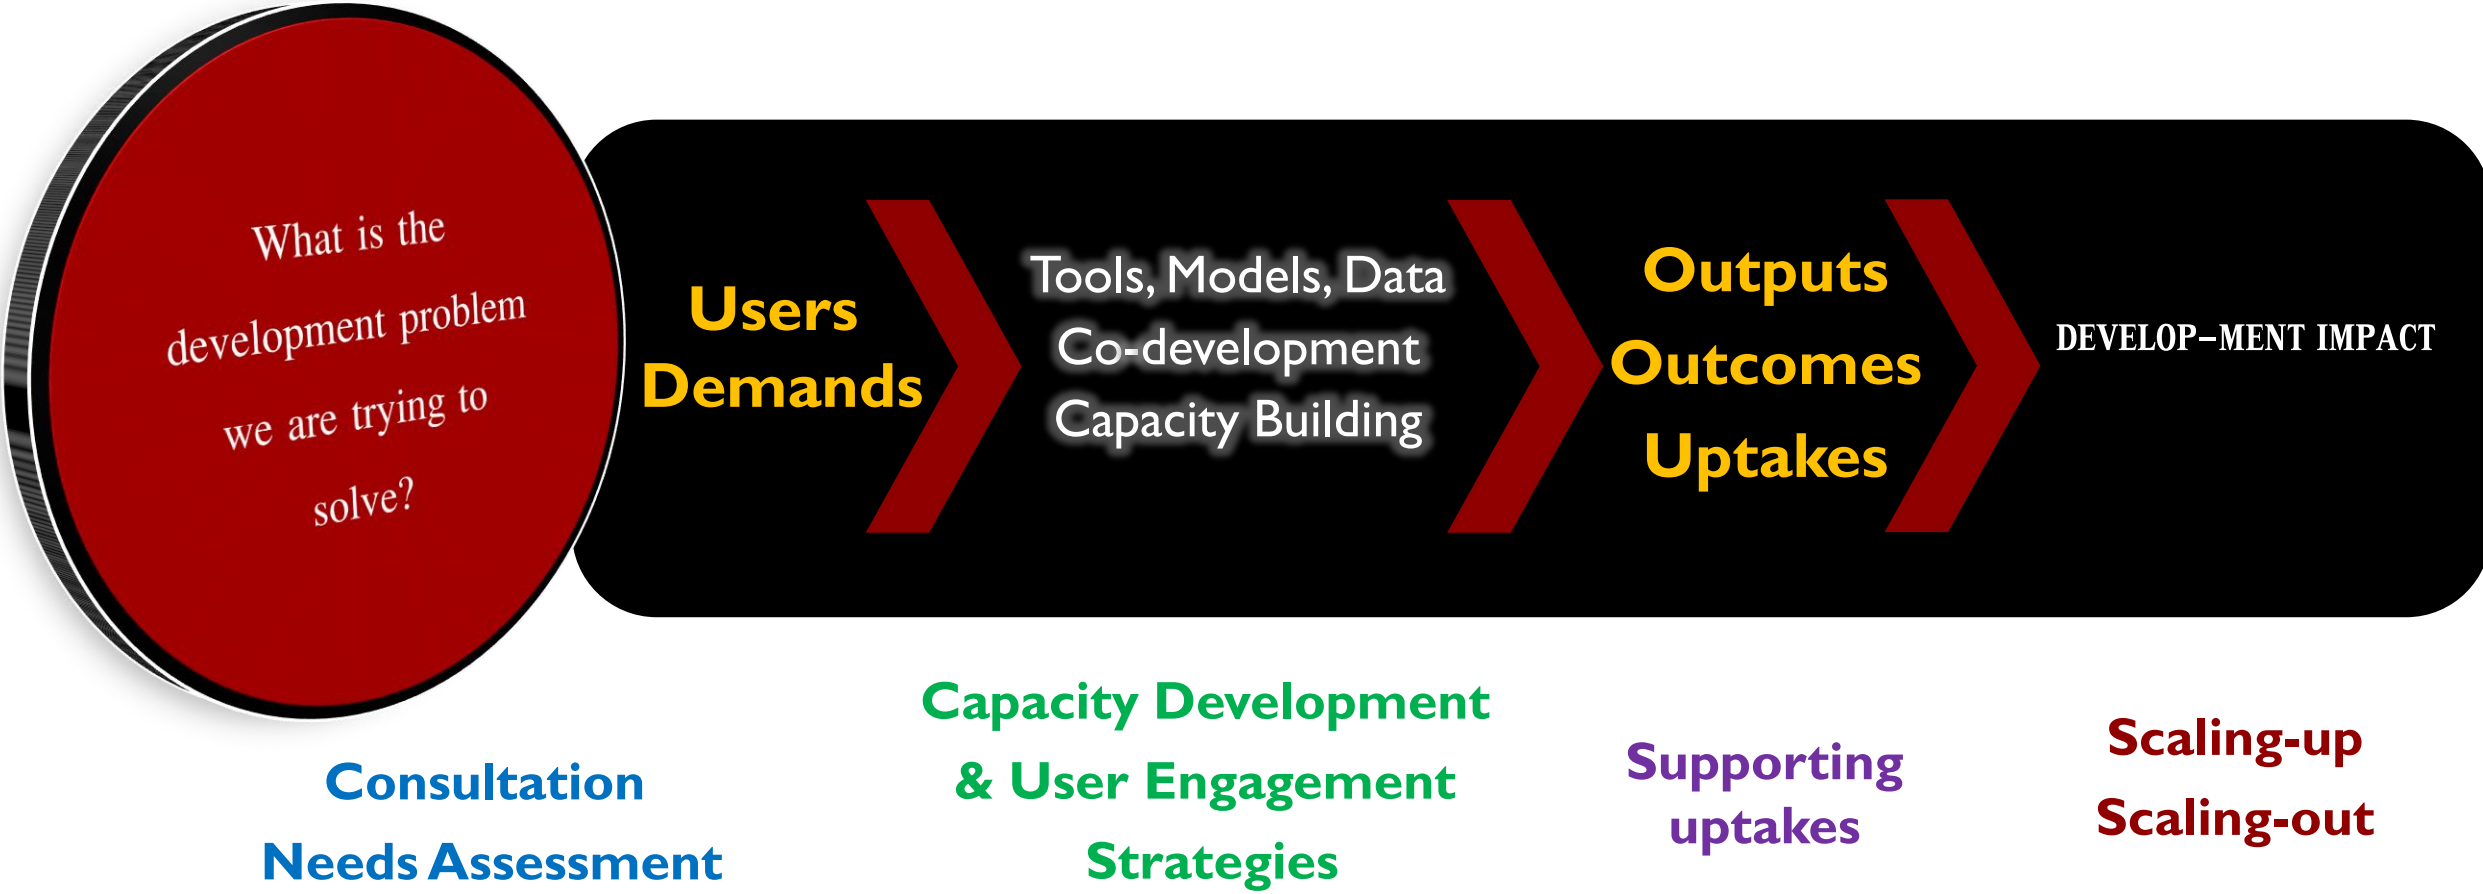 What is the
development problem
we are trying to
solve?
Users
Demands
Tools, Models, Data
Co-development
Capacity Building
Outputs
Outcomes
Uptakes
DEVELOP-MENT IMPACT
Consultation
Needs Assessment
Capacity Development
& User Engagement
Strategies
Supporting
uptakes
Scaling-up
Scaling-out